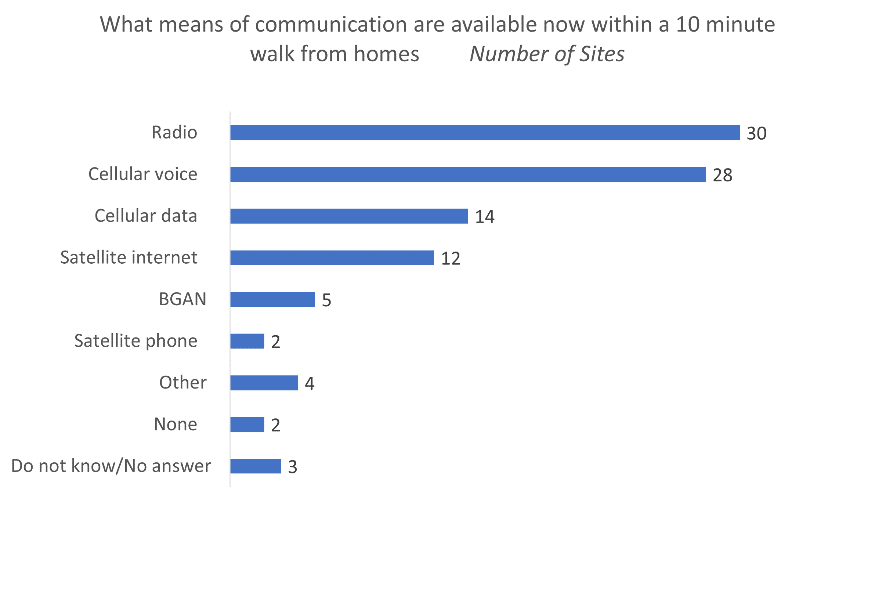 What means of communication are available now within a 10 minute
walk from homes Number of Sites
Radio 30
Cellular voice 28
Cellular data 14
Satellite internet 12
BGAN 5
Satellite phone 2
Other 4
None 2
Do not know/No answer 3